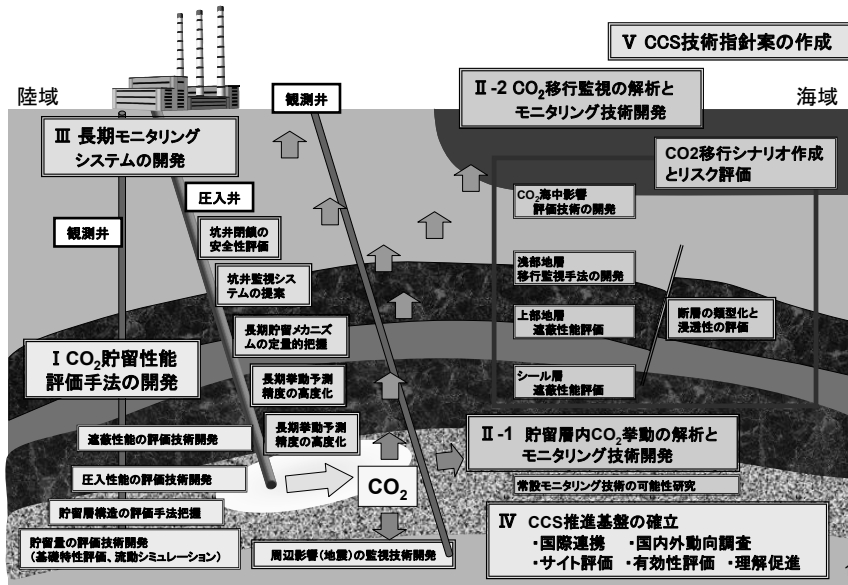 Ⅴ CCS技術指針案の作成
陸域
観測井
Ⅱ-2 CO₂移行監視の解析と
モニタリング技術開発
海域
Ⅲ 長期モニタリング
システムの開発
CO2移行シナリオ作成
とリスク評価
圧入井
CO₂海中影響
評価技術の開発
観測井
坑井閉鎖の
安全性評価
坑井監視シス
テムの提案
浅部地層
移行監視手法の開発
長期貯留メカニズ
ムの定量的把握
上部地層
遮蔽性能評価
断層の類型化と
浸透性の評価
Ⅰ CO₂貯留性能
評価手法の開発
長期挙動予測
精度の高度化
シール層
遮蔽性能評価
遮蔽性能の評価技術開発
長期挙動予測
精度の高度化
Ⅱ-1 貯留層内CO₂挙動の解析と
モニタリング技術開発
圧入性能の評価技術開発
CO₂
常設モニタリング技術の可能性研究
貯留層構造の評価手法把握
貯留量の評価技術開発
(基礎特性評価、流動シミュレーション)
周辺影響(地震)の監視技術開発
Ⅳ CCS推進基盤の確立
・国際連携 ・国内外動向調査
・サイト評価 ・有効性評価 ・理解促進